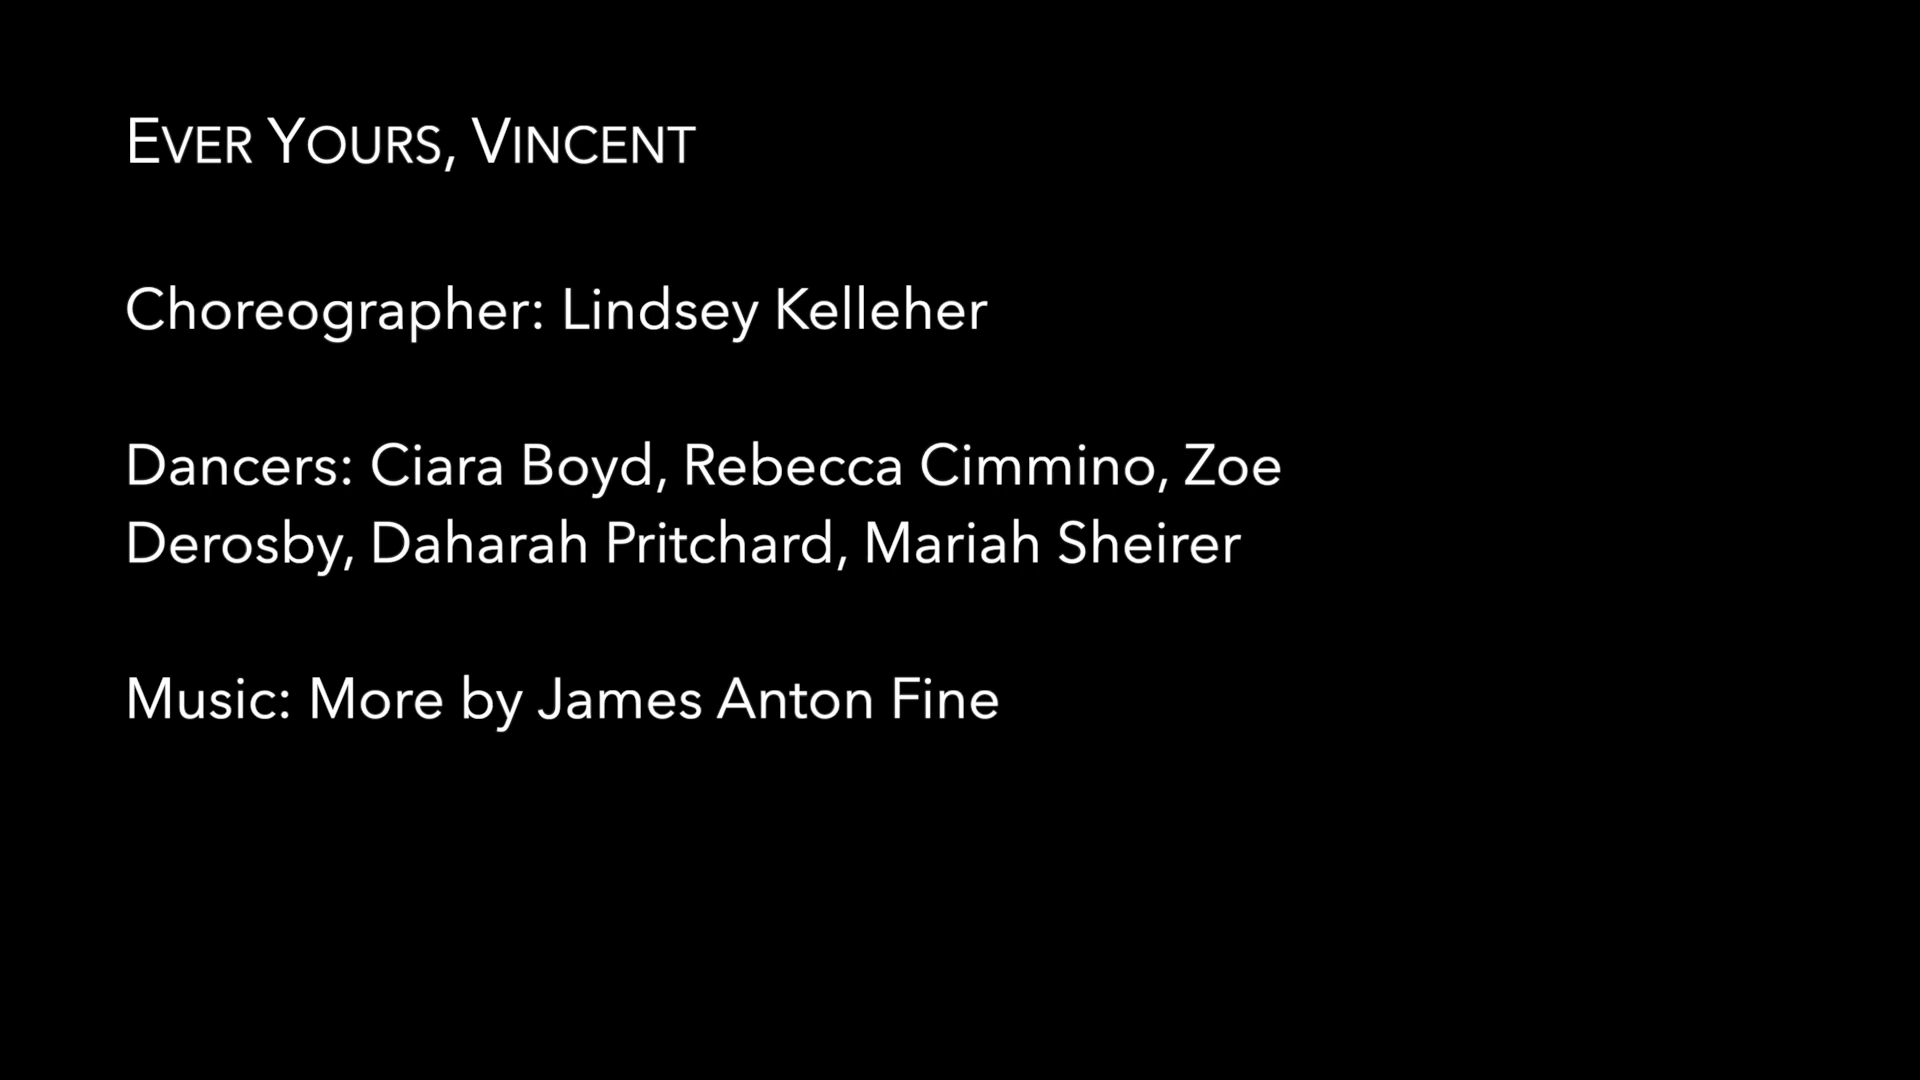 EVER YOURS, VINCENT
Choreographer: Lindsey Kelleher
Dancers: Ciara Boyd, Rebecca Cimmino, Zoe
Derosby, Daharah Pritchard, Mariah Sheirer
Music: More by James Anton Fine